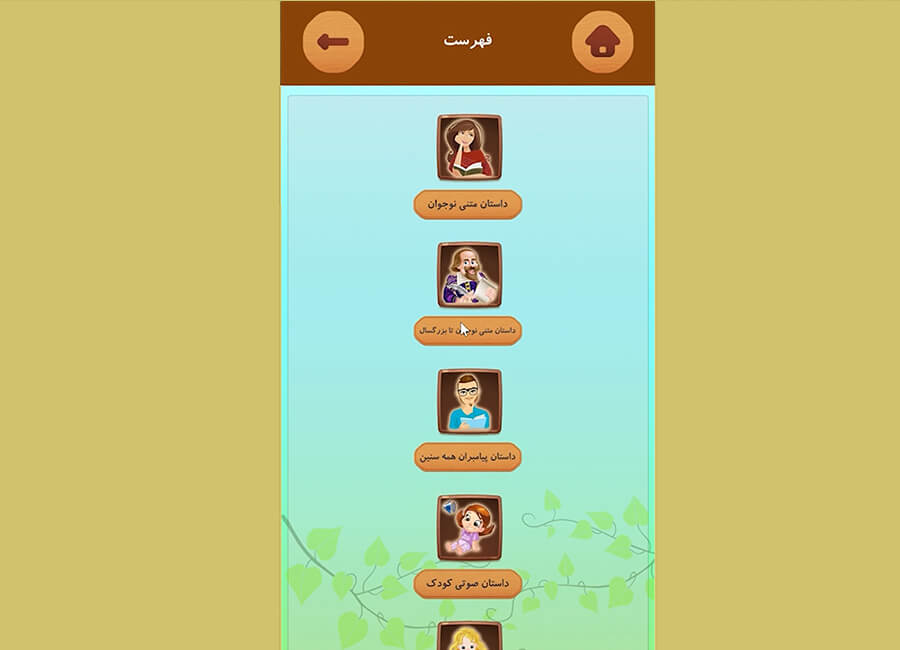 فهرست
داستان متنی نوجوان
داستان متنی نوجوان تا بزرگسال
داستان پیامبران همه سنین
داستان صوتی کودک